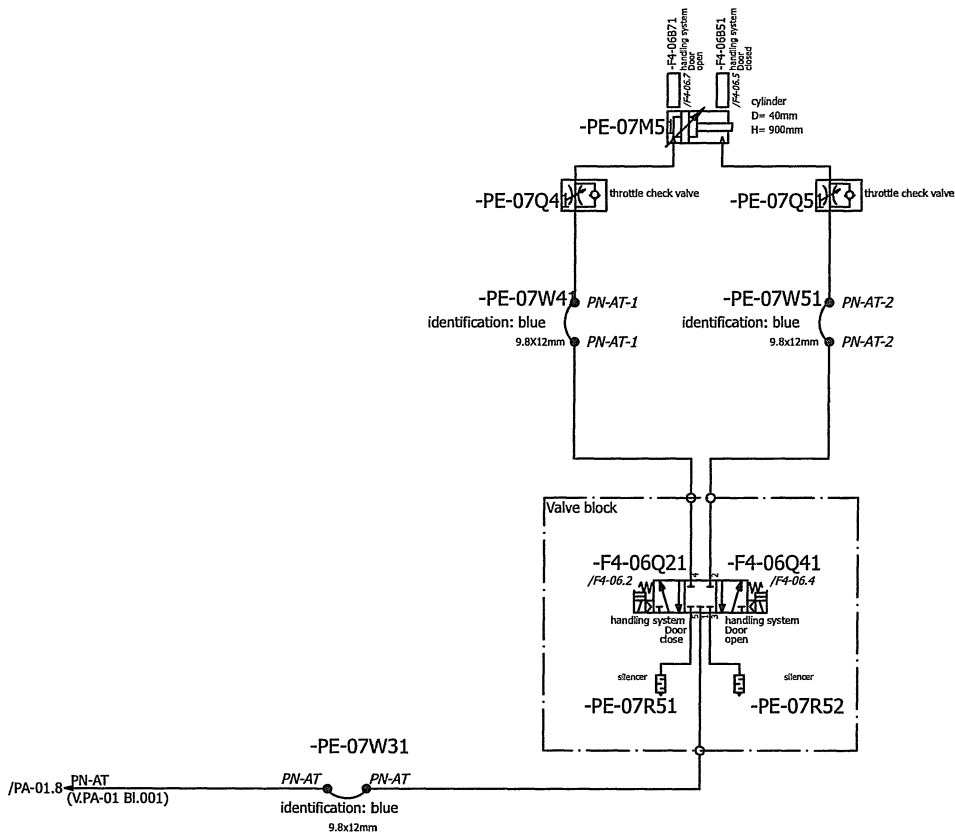 -F4-06B71
handling system
Door
open
/F4-06.7
-F4-06B51
handling system
Door
closed
/F4-06.5
cylinder
D= 40mm
H= 900mm
-PE-07M51
-PE-07Q41
throttle check valve
-PE-07Q51
throttle check valve
-PE-07W41
PN-AT-1
identification: blue
9.8X12mm
PN-AT-1
-PE-07W51
PN-AT-2
identification: blue
9.8x12mm
PN-AT-2
Valve block
-F4-06Q21
/F4-06.2
4
2
-F4-06Q41
/F4-06.4
handling system
Door
close
5
1
3
handling system
Door
open
silencer
-PE-07R51
silencer
-PE-07R52
-PE-07W31
/PA-01.8
PN-AT
(V.PA-01 Bl.001)
PN-AT
PN-AT
identification: blue
9.8x12mm